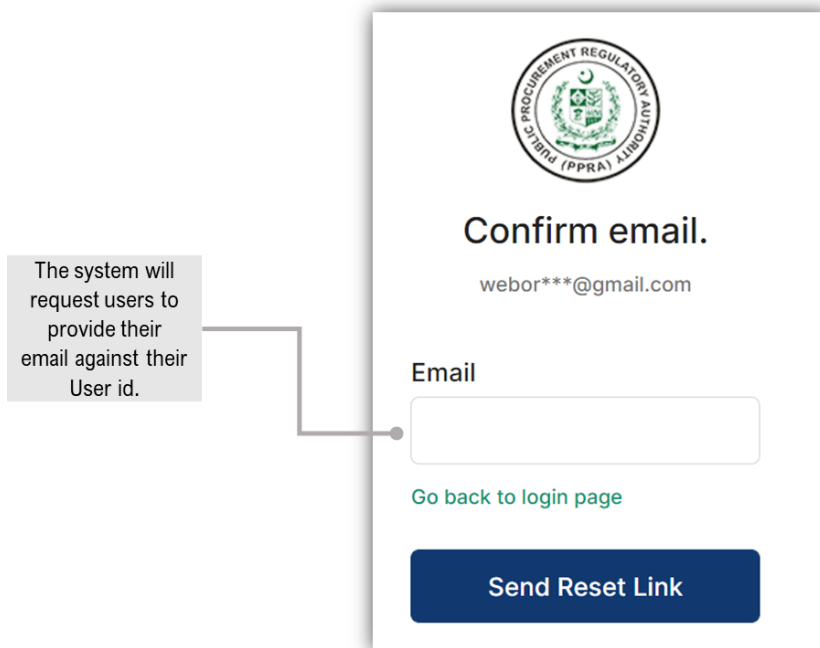 PUBLIC PROCUREMENT REGULATORY AUTHORITY
(PPRA)
Confirm email.
webor***@gmail.com
The system will
request users to
provide their
email against their
User id.
Email
Go back to login page
Send Reset Link